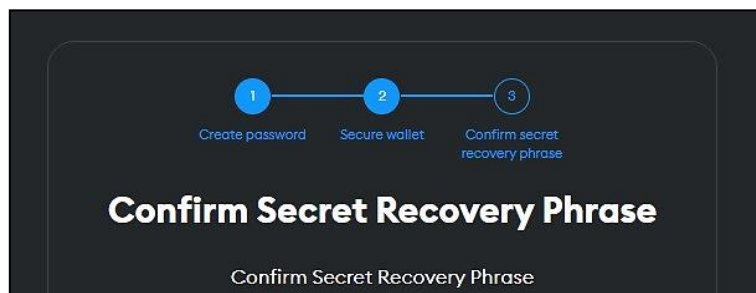 1 2 3
Create password Secure wallet Confirm secret
recovery phrase
Confirm Secret Recovery Phrase
Confirm Secret Recovery Phrase